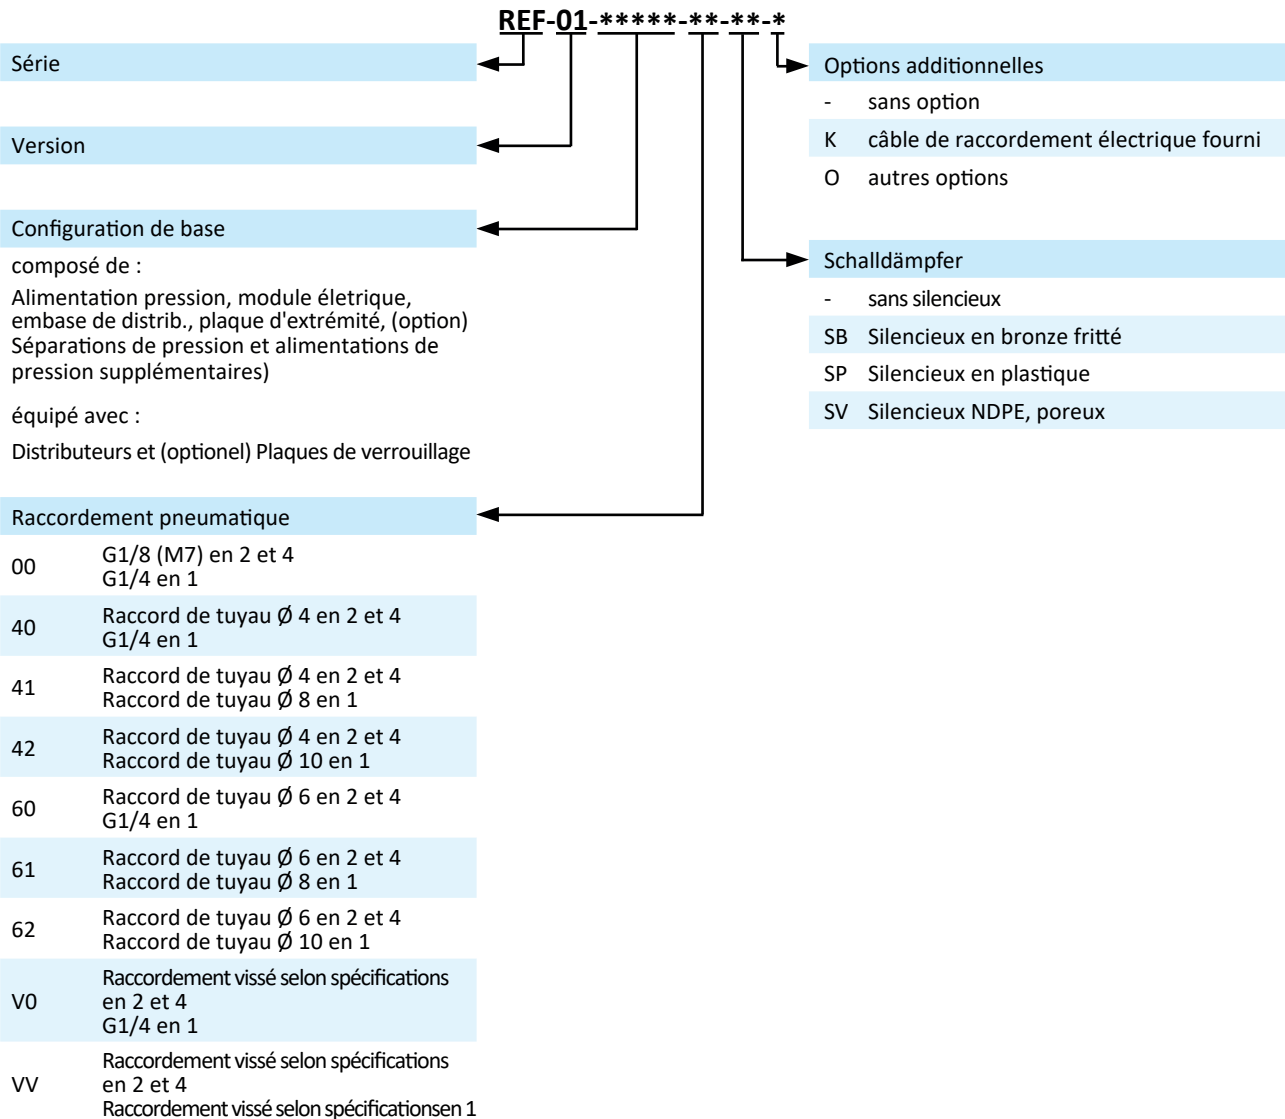 REF-01-*****-**-**-*
Série
Version
Configuration de base
composé de :
Alimentation pression, module életrique,
embase de distrib., plaque d'extrémité, (option)
Séparations de pression et alimentations de
pression supplémentaires)
équipé avec :
Distributeurs et (optionel) Plaques de verrouillage
Raccordement pneumatique
00 G1/8 (M7) en 2 et 4
G1/4 en 1
40 Raccord de tuyau Ø 4 en 2 et 4
G1/4 en 1
41 Raccord de tuyau Ø 4 en 2 et 4
Raccord de tuyau Ø 8 en 1
42 Raccord de tuyau Ø 4 en 2 et 4
Raccord de tuyau Ø 10 en 1
60 Raccord de tuyau Ø 6 en 2 et 4
G1/4 en 1
61 Raccord de tuyau Ø 6 en 2 et 4
Raccord de tuyau Ø 8 en 1
62 Raccord de tuyau Ø 6 en 2 et 4
Raccord de tuyau Ø 10 en 1
V0 Raccordement vissé selon spécifications
en 2 et 4
G1/4 en 1
VV Raccordement vissé selon spécifications
en 2 et 4
Raccordement vissé selon spécificationsen 1
Options additionnelles
- sans option
K câble de raccordement électrique fourni
O autres options
Schalldämpfer
- sans silencieux
SB Silencieux en bronze fritté
SP Silencieux en plastique
SV Silencieux NDPE, poreux